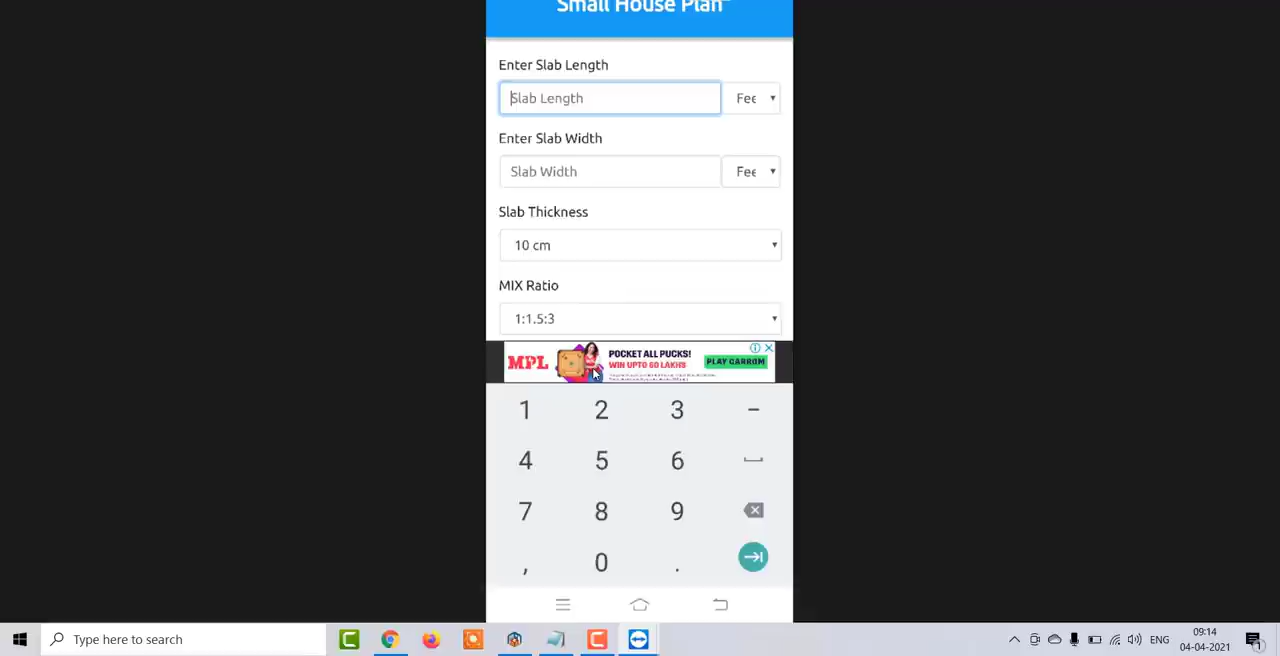 Small House Plan
Enter Slab Length
Slab Length
Fee
Enter Slab Width
Slab Width
Fee
Slab Thickness
10 cm
MIX Ratio
1:1.5:3
MPL
POCKET ALL PUCKS!
WIN UPTO 60 LAKHS
PLAY CARROM
1 2 3 -
4 5 6
7 8 9
, 0 .
Type here to search
ENG
09:14
04-04-2021
1